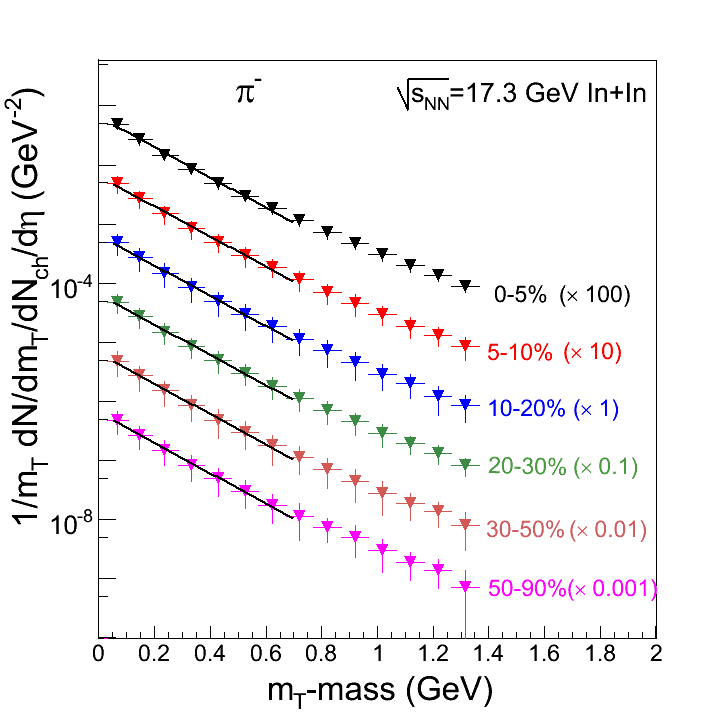 π⁻
√sNN=17.3 GeV In+In
1/mT dN/dmT/dNch/dη (GeV⁻²)
10⁻⁴
10⁻⁸
0-5% (× 100)
5-10% (× 10)
10-20% (× 1)
20-30% (× 0.1)
30-50% (× 0.01)
50-90%(× 0.001)
0 0.2 0.4 0.6 0.8 1 1.2 1.4 1.6 1.8 2
mT-mass (GeV)